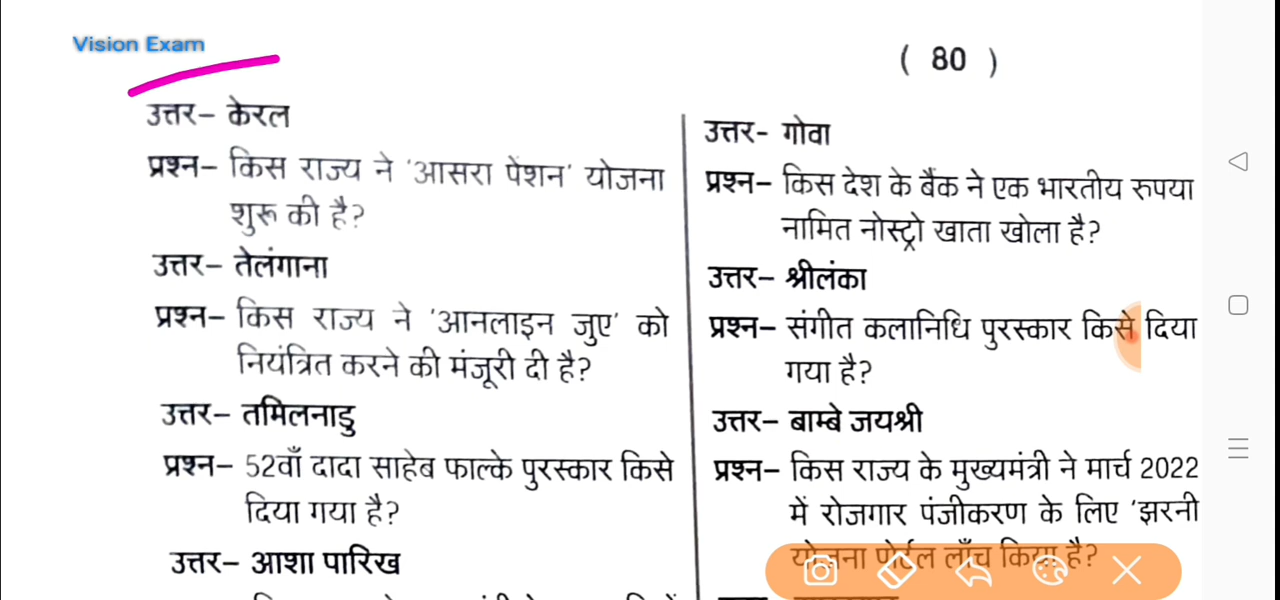 Vision Exam
( 80 )
उत्तर– केरल
प्रश्न– किस राज्य ने 'आसरा पेंशन' योजना
शुरू की है?
उत्तर– तेलंगाना
प्रश्न– किस राज्य ने 'आनलाइन जुए' को
नियंत्रित करने की मंजूरी दी है?
उत्तर– तमिलनाडु
प्रश्न– 52वाँ दादा साहेब फाल्के पुरस्कार किसे
दिया गया है?
उत्तर– आशा पारिख
उत्तर- गोवा
प्रश्न– किस देश के बैंक ने एक भारतीय रुपया
नामित नोस्ट्रो खाता खोला है?
उत्तर– श्रीलंका
प्रश्न– संगीत कलानिधि पुरस्कार किसे दिया
गया है?
उत्तर– बाम्बे जयश्री
प्रश्न– किस राज्य के मुख्यमंत्री ने मार्च 2022
में रोजगार पंजीकरण के लिए 'झरनी
योजना पोर्टल लाँच किया है?